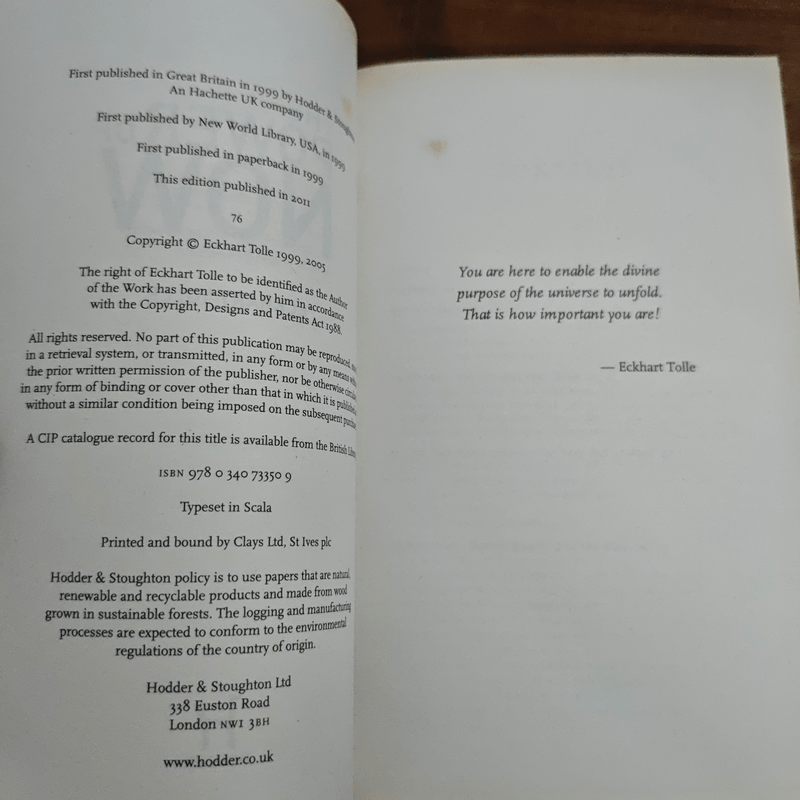 First published in Great Britain in 1999 by Hodder & Stoughton
An Hachette UK company
First published by New World Library, USA, in 1999
First published in paperback in 1999
This edition published in 2011
76
Copyright © Eckhart Tolle 1999, 2005
The right of Eckhart Tolle to be identified as the Author
of the Work has been asserted by him in accordance
with the Copyright, Designs and Patents Act 1988.
All rights reserved. No part of this publication may be reproduced,
in a retrieval system, or transmitted, in any form or by any means
the prior written permission of the publisher, nor be otherwise
in any form of binding or cover other than that in which it is
without a similar condition being imposed on the subsequent
A CIP catalogue record for this title is available from the British
ISBN 978 0 340 73350 9
Typeset in Scala
Printed and bound by Clays Ltd, St Ives plc
Hodder & Stoughton policy is to use papers that are natural,
renewable and recyclable products and made from wood
grown in sustainable forests. The logging and manufacturing
processes are expected to conform to the environmental
regulations of the country of origin.
Hodder & Stoughton Ltd
338 Euston Road
London NW1 3BH
www.hodder.co.uk
NOW
You are here to enable the divine
purpose of the universe to unfold.
That is how important you are!
— Eckhart Tolle